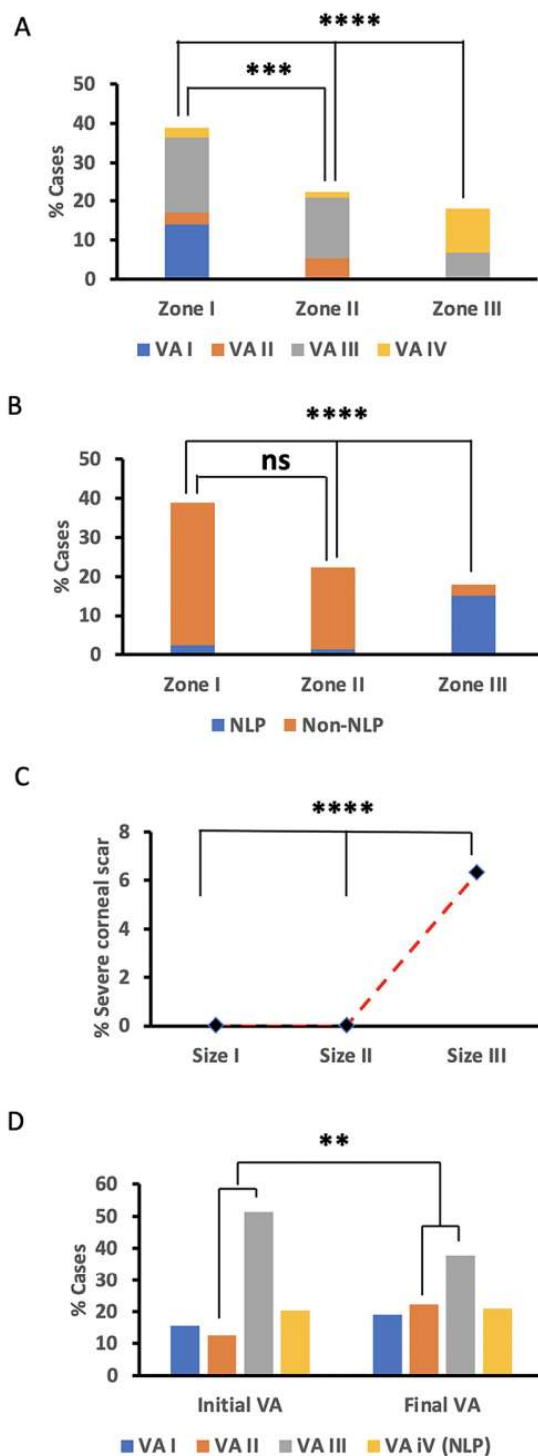 A
****
***
50
40
30
20
10
0
% Cases
Zone I Zone II Zone III
VA I VA II VA III VA IV
B
****
ns
50
40
30
20
10
0
% Cases
Zone I Zone II Zone III
NLP Non-NLP
C
****
8
6
4
2
0
% Severe corneal scar
Size I Size II Size III
D
**
60
50
40
30
20
10
0
% Cases
Initial VA Final VA
VA I VA II VA III VA iV (NLP)